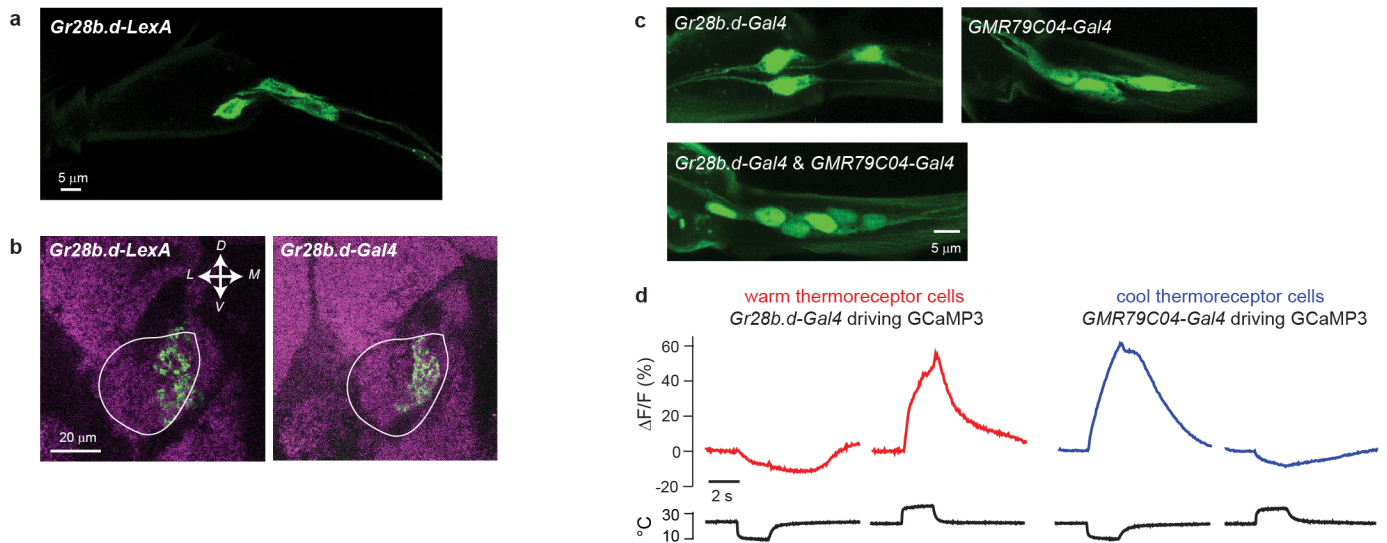 a
Gr28b.d-LexA
5 μm
b
Gr28b.d-LexA
D
L
M
V
20 μm
Gr28b.d-Gal4
c
Gr28b.d-Gal4
GMR79C04-Gal4
Gr28b.d-Gal4 & GMR79C04-Gal4
5 μm
d
warm thermoreceptor cells
Gr28b.d-Gal4 driving GCaMP3
cool thermoreceptor cells
GMR79C04-Gal4 driving GCaMP3
ΔF/F (%)
60
40
20
0
-20
2 s
°C
30
10